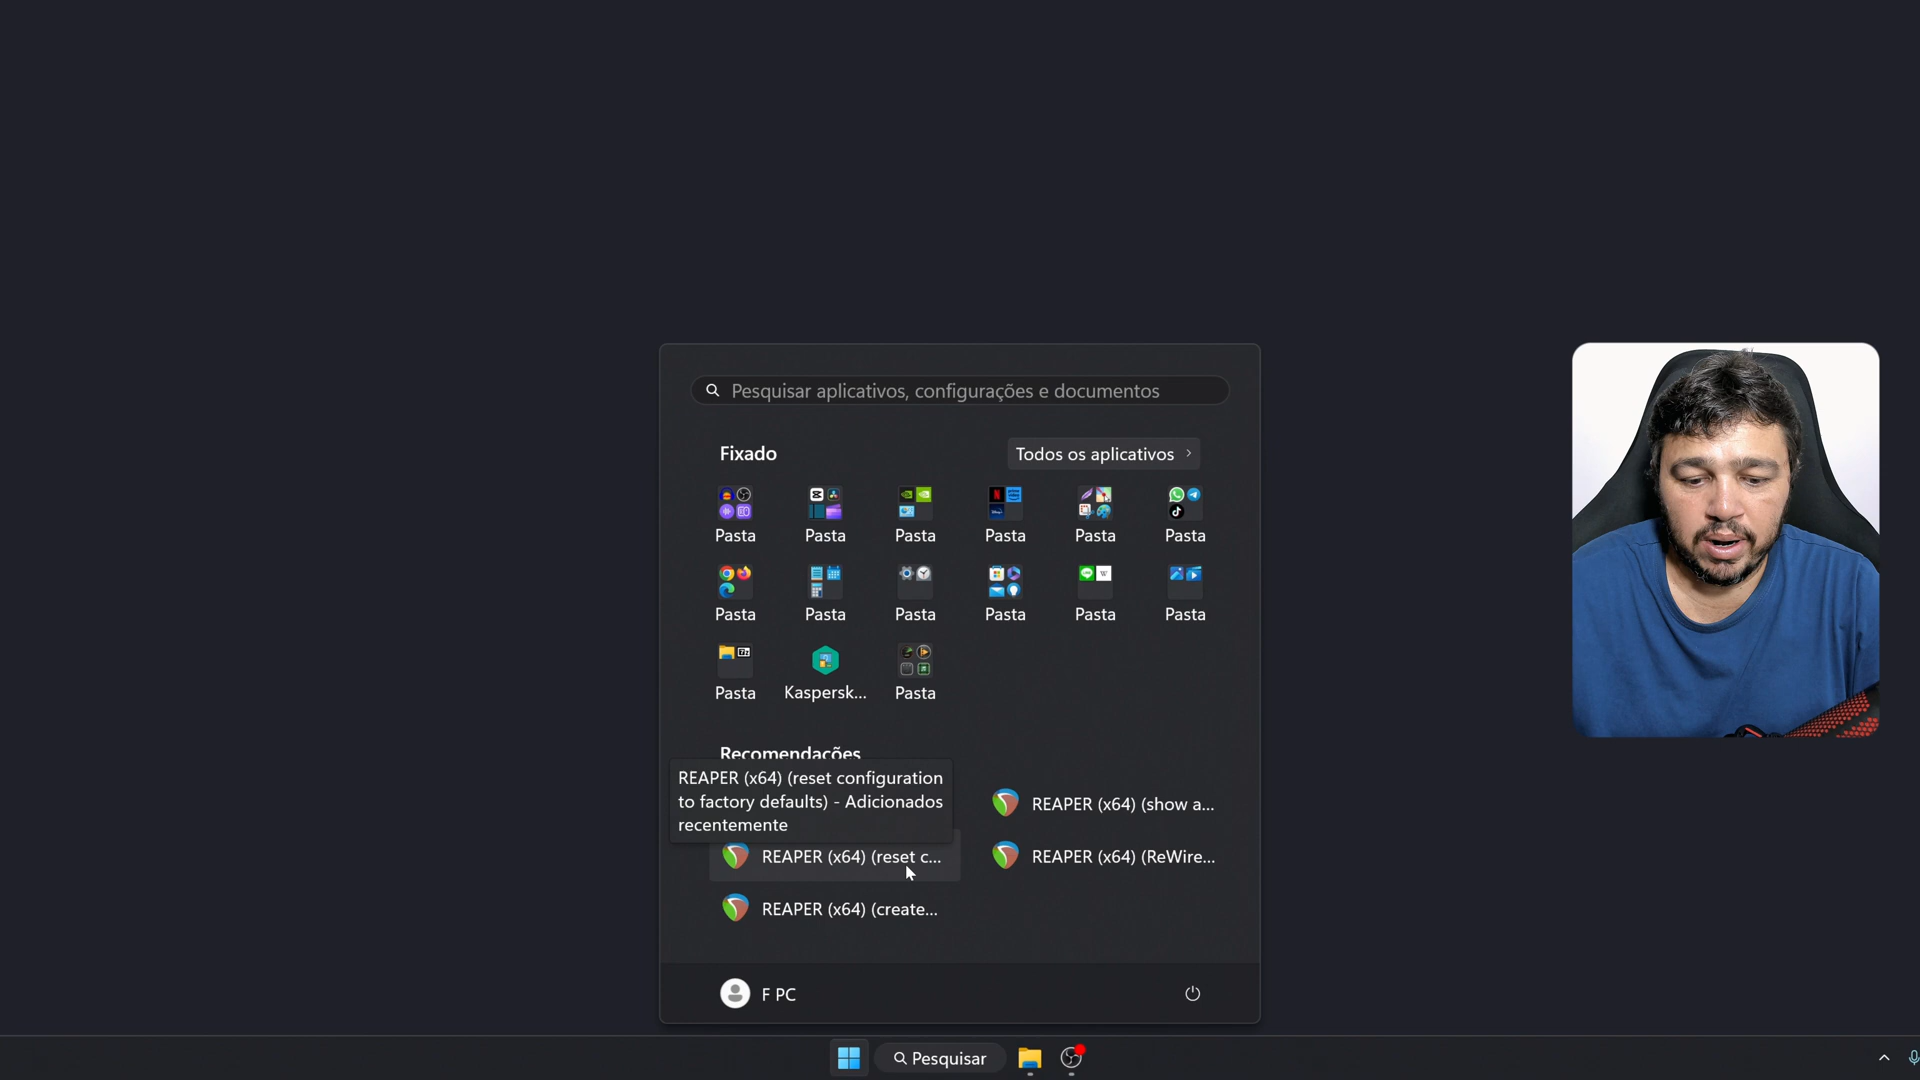 Pesquisar aplicativos, configurações e documentos
Fixado
Todos os aplicativos
Pasta
Pasta
Pasta
Pasta
Pasta
Pasta
Pasta
Pasta
Pasta
Pasta
Pasta
Pasta
Pasta
Kaspersk...
Pasta
Recomendações
REAPER (x64) (reset configuration
to factory defaults) - Adicionados
recentemente
REAPER (x64) (show a...
REAPER (x64) (reset c...
REAPER (x64) (ReWire...
REAPER (x64) (create...
F PC
Pesquisar